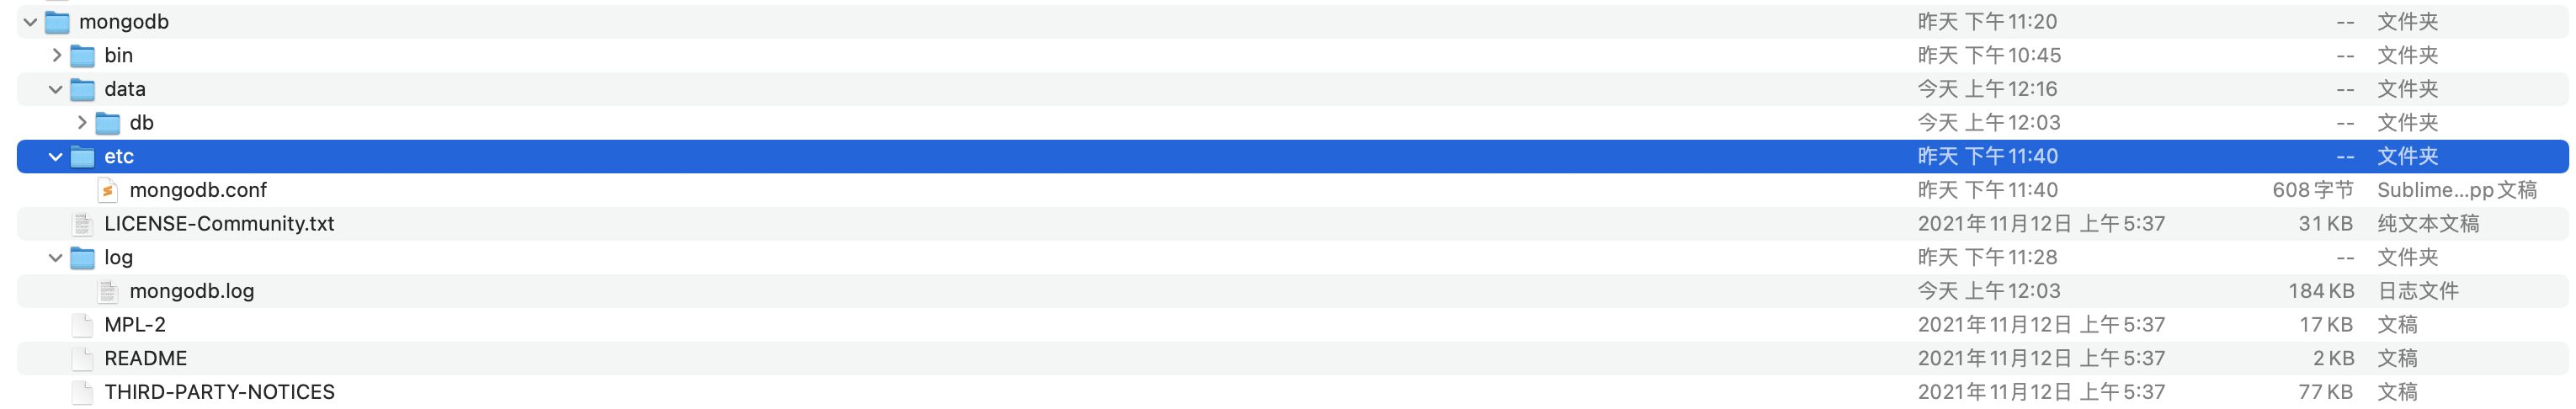 mongodb 昨天 下午11:20 -- 文件夹
bin 昨天 下午10:45 -- 文件夹
data 今天 上午12:16 -- 文件夹
db 今天 上午12:03 -- 文件夹
etc 昨天 下午11:40 -- 文件夹
mongodb.conf 昨天 下午11:40 608字节 Sublime...pp文稿
LICENSE-Community.txt 2021年11月12日 上午5:37 31 KB 纯文本文稿
log 昨天 下午11:28 -- 文件夹
mongodb.log 今天 上午12:03 184 KB 日志文件
MPL-2 2021年11月12日 上午5:37 17 KB 文稿
README 2021年11月12日 上午5:37 2 KB 文稿
THIRD-PARTY-NOTICES 2021年11月12日 上午5:37 77 KB 文稿